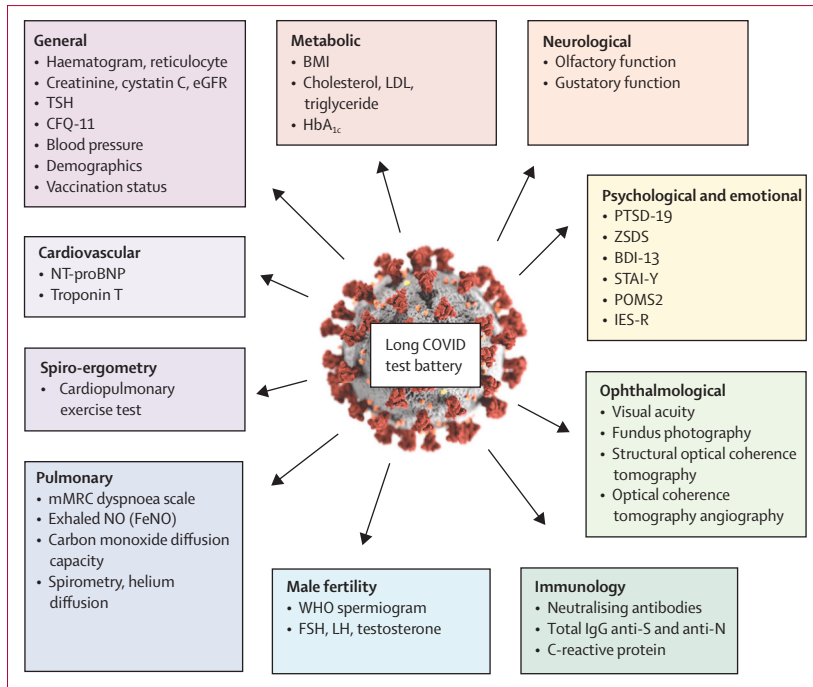 General
• Haematogram, reticulocyte
• Creatinine, cystatin C, eGFR
• TSH
• CFQ-11
• Blood pressure
• Demographics
• Vaccination status
Metabolic
• BMI
• Cholesterol, LDL,
triglyceride
• HbA1c
Neurological
• Olfactory function
• Gustatory function
Psychological and emotional
• PTSD-19
• ZSDS
• BDI-13
• STAI-Y
• POMS2
• IES-R
Cardiovascular
• NT-proBNP
• Troponin T
Long COVID
test battery
Spiro-ergometry
• Cardiopulmonary
exercise test
Ophthalmological
• Visual acuity
• Fundus photography
• Structural optical coherence
tomography
• Optical coherence
tomography angiography
Pulmonary
• mMRC dyspnoea scale
• Exhaled NO (FeNO)
• Carbon monoxide diffusion
capacity
• Spirometry, helium
diffusion
Male fertility
• WHO spermiogram
• FSH, LH, testosterone
Immunology
• Neutralising antibodies
• Total IgG anti-S and anti-N
• C-reactive protein